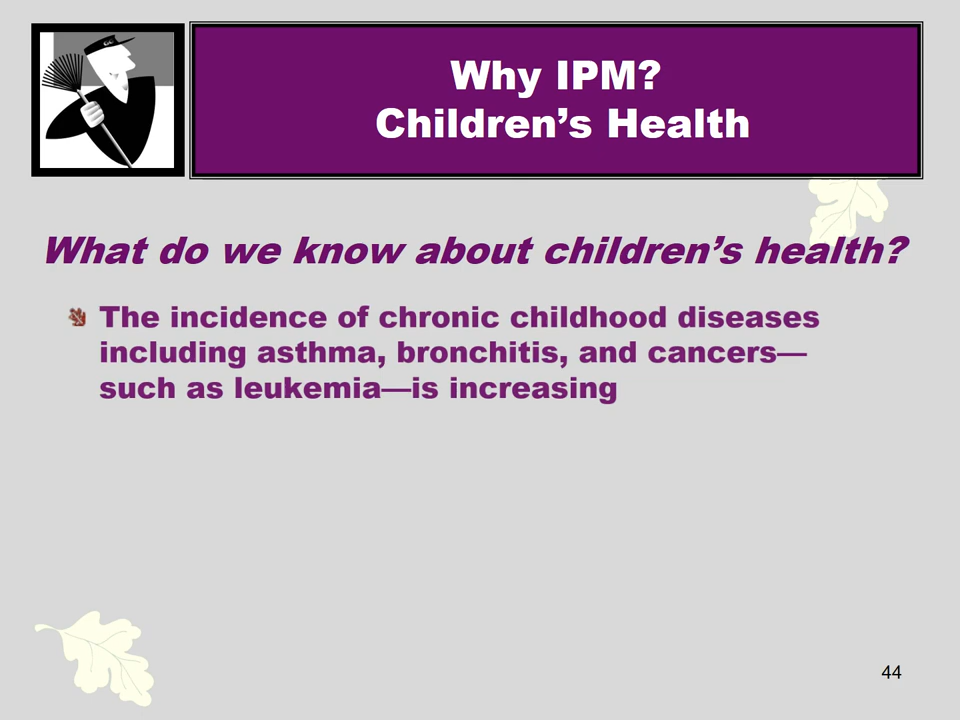 Why IPM?
Children’s Health
What do we know about children’s health?
The incidence of chronic childhood diseases
including asthma, bronchitis, and cancers—
such as leukemia—is increasing
44